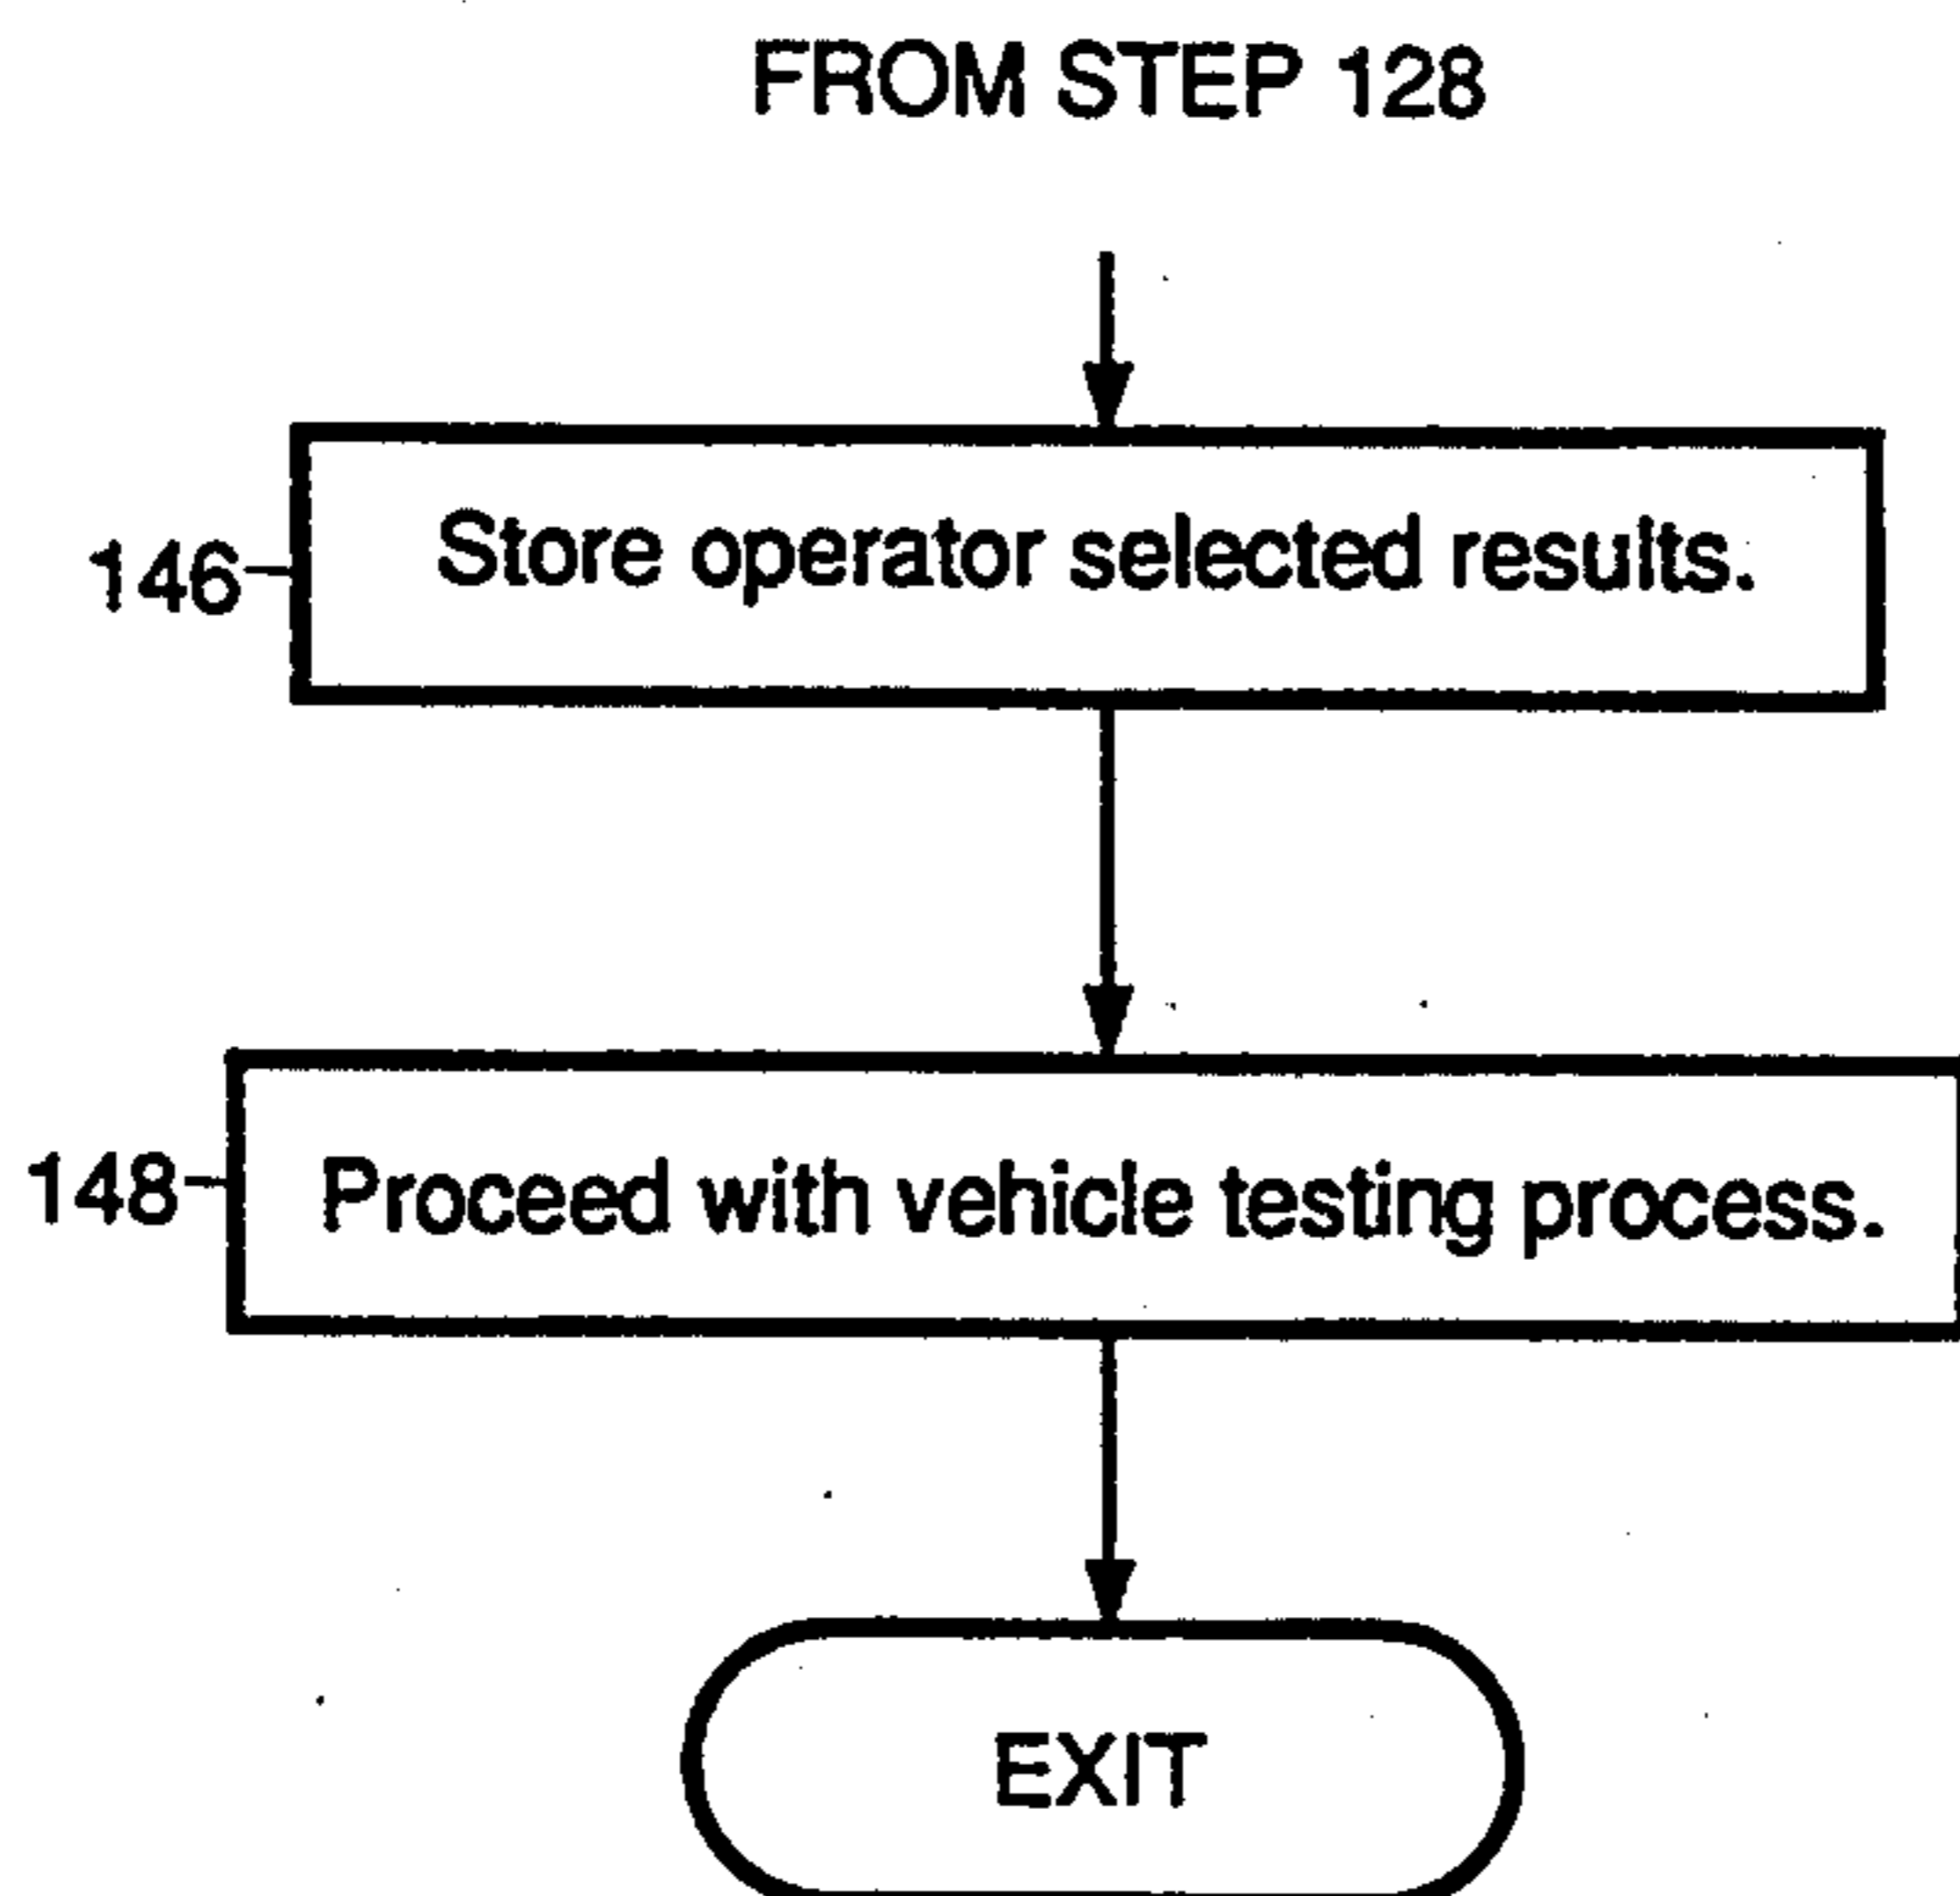 FROM STEP 128
146
Store operator selected results.
148
Proceed with vehicle testing process.
EXIT